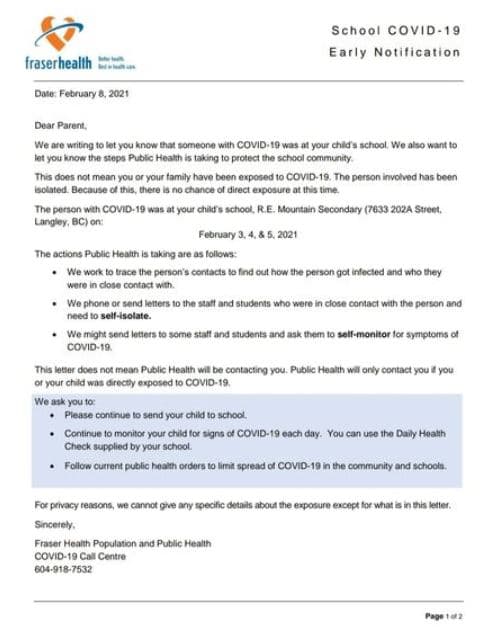 fraserhealth
Better health.
Best in health care.
School COVID-19
Early Notification
Date: February 8, 2021
Dear Parent,
We are writing to let you know that someone with COVID-19 was at your child's school. We also want to
let you know the steps Public Health is taking to protect the school community.
This does not mean you or your family have been exposed to COVID-19. The person involved has been
isolated. Because of this, there is no chance of direct exposure at this time.
The person with COVID-19 was at your child's school, R.E. Mountain Secondary (7633 202A Street,
Langley, BC) on:
February 3, 4, & 5, 2021
The actions Public Health is taking are as follows:
• We work to trace the person's contacts to find out how the person got infected and who they
were in close contact with.
• We phone or send letters to the staff and students who were in close contact with the person and
need to self-isolate.
• We might send letters to some staff and students and ask them to self-monitor for symptoms of
COVID-19.
This letter does not mean Public Health will be contacting you. Public Health will only contact you if you
or your child was directly exposed to COVID-19.
We ask you to:
• Please continue to send your child to school.
• Continue to monitor your child for signs of COVID-19 each day. You can use the Daily Health
Check supplied by your school.
• Follow current public health orders to limit spread of COVID-19 in the community and schools.
For privacy reasons, we cannot give any specific details about the exposure except for what is in this letter.
Sincerely,
Fraser Health Population and Public Health
COVID-19 Call Centre
604-918-7532
Page 1 of 2